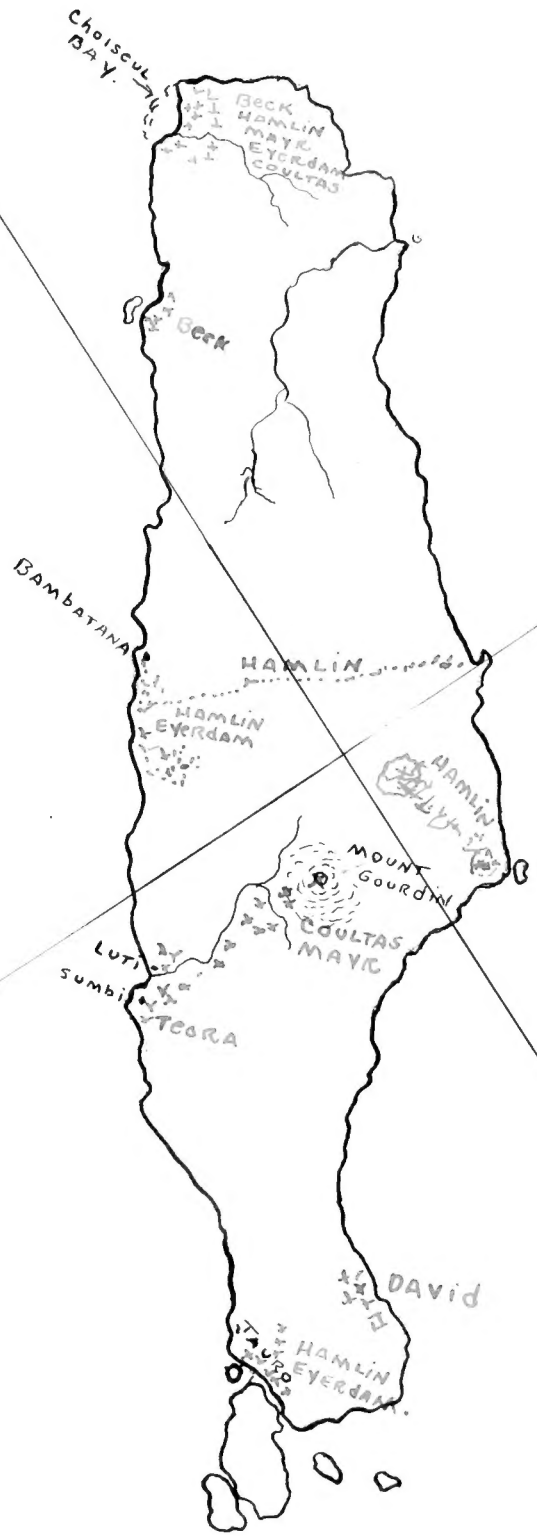 CHOISEUL
BAY.
BECK
HAMLIN
MAYR
EYERDAM
COULTAS
Beck
BAMBATANA
HAMLIN
HAMLIN
EYERDAM
HAMLIN
MOUNT
GOURDIN
COULTAS
MAYR
LUTI
SUMBI
TEORA
DAVID
TAURO
HAMLIN
EYERDAM.